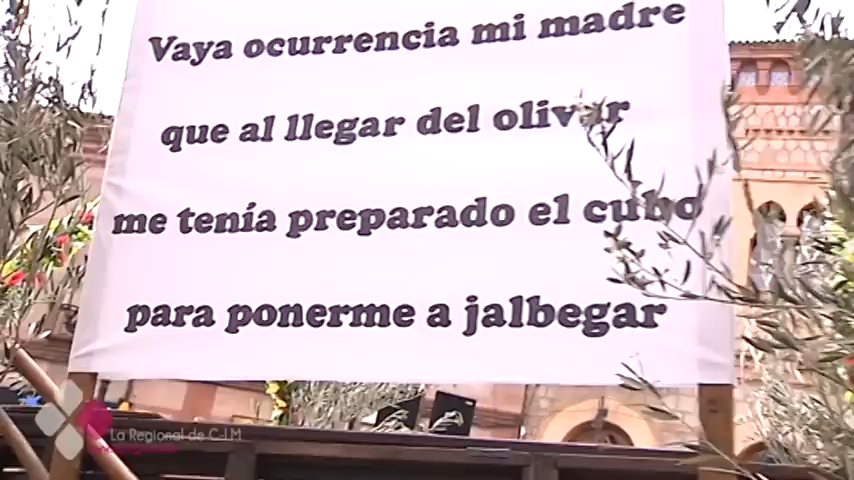 Vaya ocurrencia mi madre
que al llegar del olivar
me tenía preparado el cubo
para ponerme a jalbegar
La Regional de C-LM